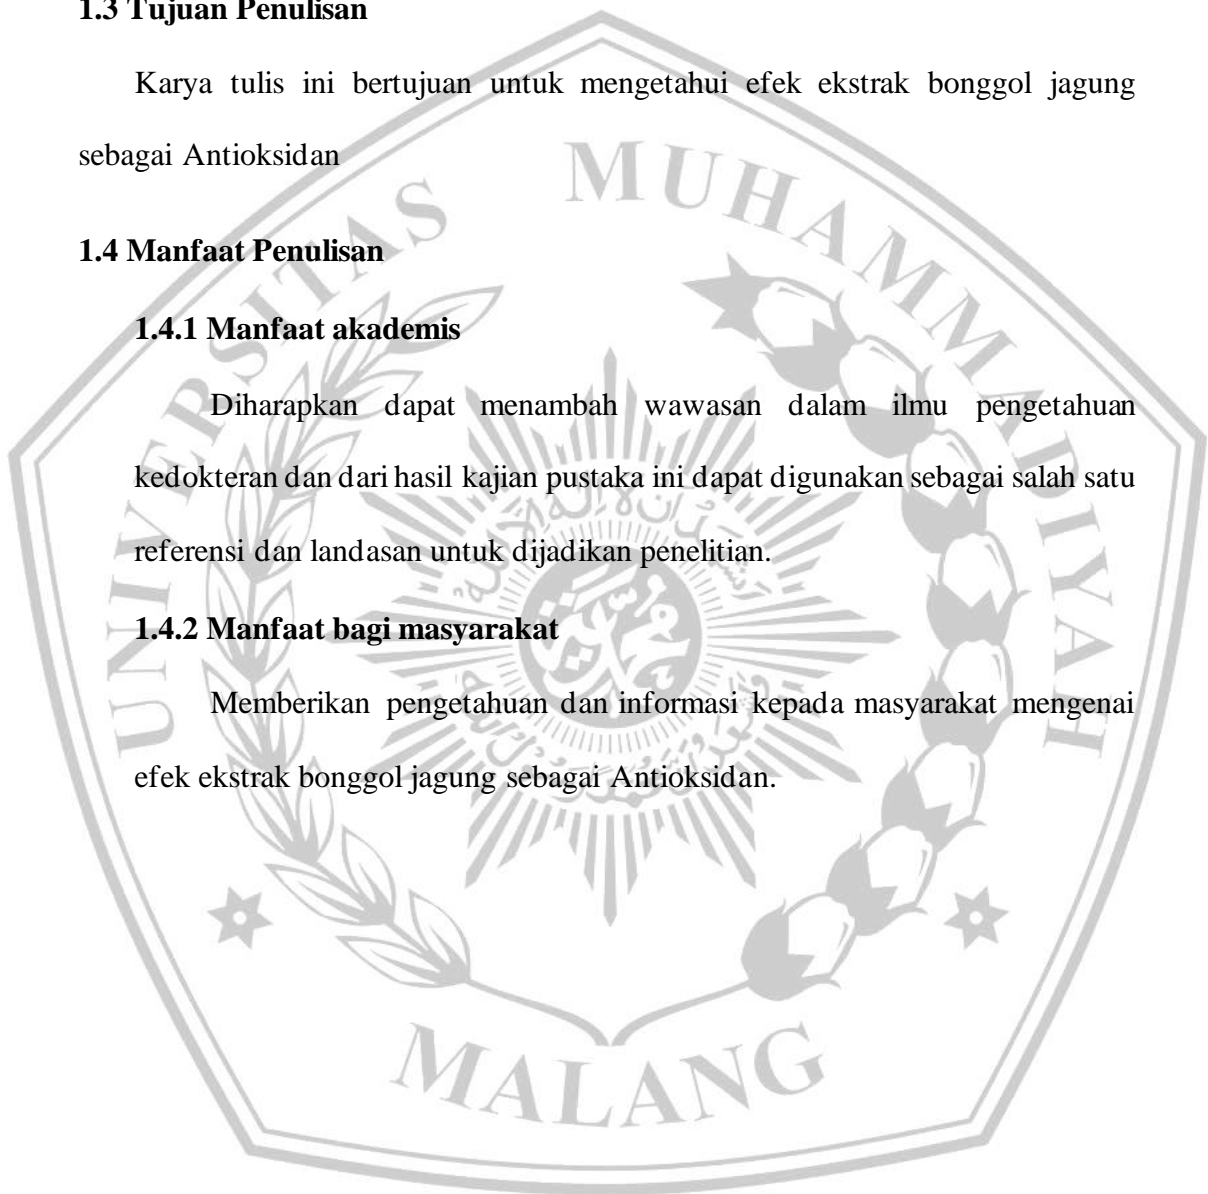 1.3 Tujuan Penulisan
Karya tulis ini bertujuan untuk mengetahui efek ekstrak bonggol jagung
sebagai Antioksidan
1.4 Manfaat Penulisan
1.4.1 Manfaat akademis
Diharapkan dapat menambah wawasan dalam ilmu pengetahuan
kedokteran dan dari hasil kajian pustaka ini dapat digunakan sebagai salah satu
referensi dan landasan untuk dijadikan penelitian.
1.4.2 Manfaat bagi masyarakat
Memberikan pengetahuan dan informasi kepada masyarakat mengenai
efek ekstrak bonggol jagung sebagai Antioksidan.
UNIVERSITAS MUHAMMADIYAH
MALANG